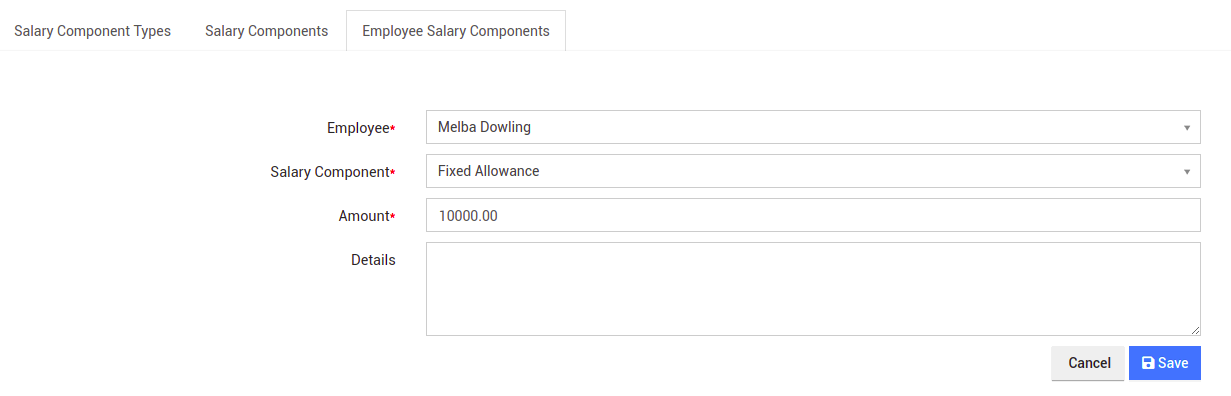 Salary Component Types Salary Components Employee Salary Components
Employee* Melba Dowling
Salary Component* Fixed Allowance
Amount* 10000.00
Details
Cancel Save